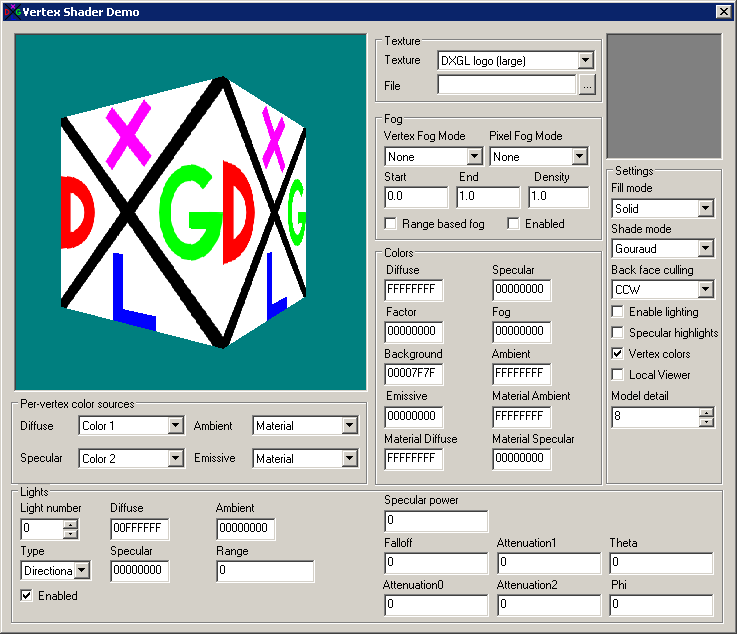 Vertex Shader Demo
X
D
G
L
X
D
G
L
Texture
Texture DXGL logo (large)
File ...
Fog
Vertex Fog Mode Pixel Fog Mode
None None
Start End Density
0.0 1.0 1.0
Range based fog Enabled
Colors
Diffuse Specular
FFFFFFFF 00000000
Factor Fog
00000000 00000000
Background Ambient
00007F7F FFFFFFFF
Emissive Material Ambient
00000000 FFFFFFFF
Material Diffuse Material Specular
FFFFFFFF 00000000
Settings
Fill mode
Solid
Shade mode
Gouraud
Back face culling
CCW
Enable lighting
Specular highlights
Vertex colors
Local Viewer
Model detail
8
Per-vertex color sources
Diffuse Color 1 Ambient Material
Specular Color 2 Emissive Material
Lights
Light number Diffuse Ambient
0 00FFFFFF 00000000
Type Specular Range
Directiona 00000000 0
Enabled
Specular power
0
Falloff Attenuation1 Theta
0 0 0
Attenuation0 Attenuation2 Phi
0 0 0